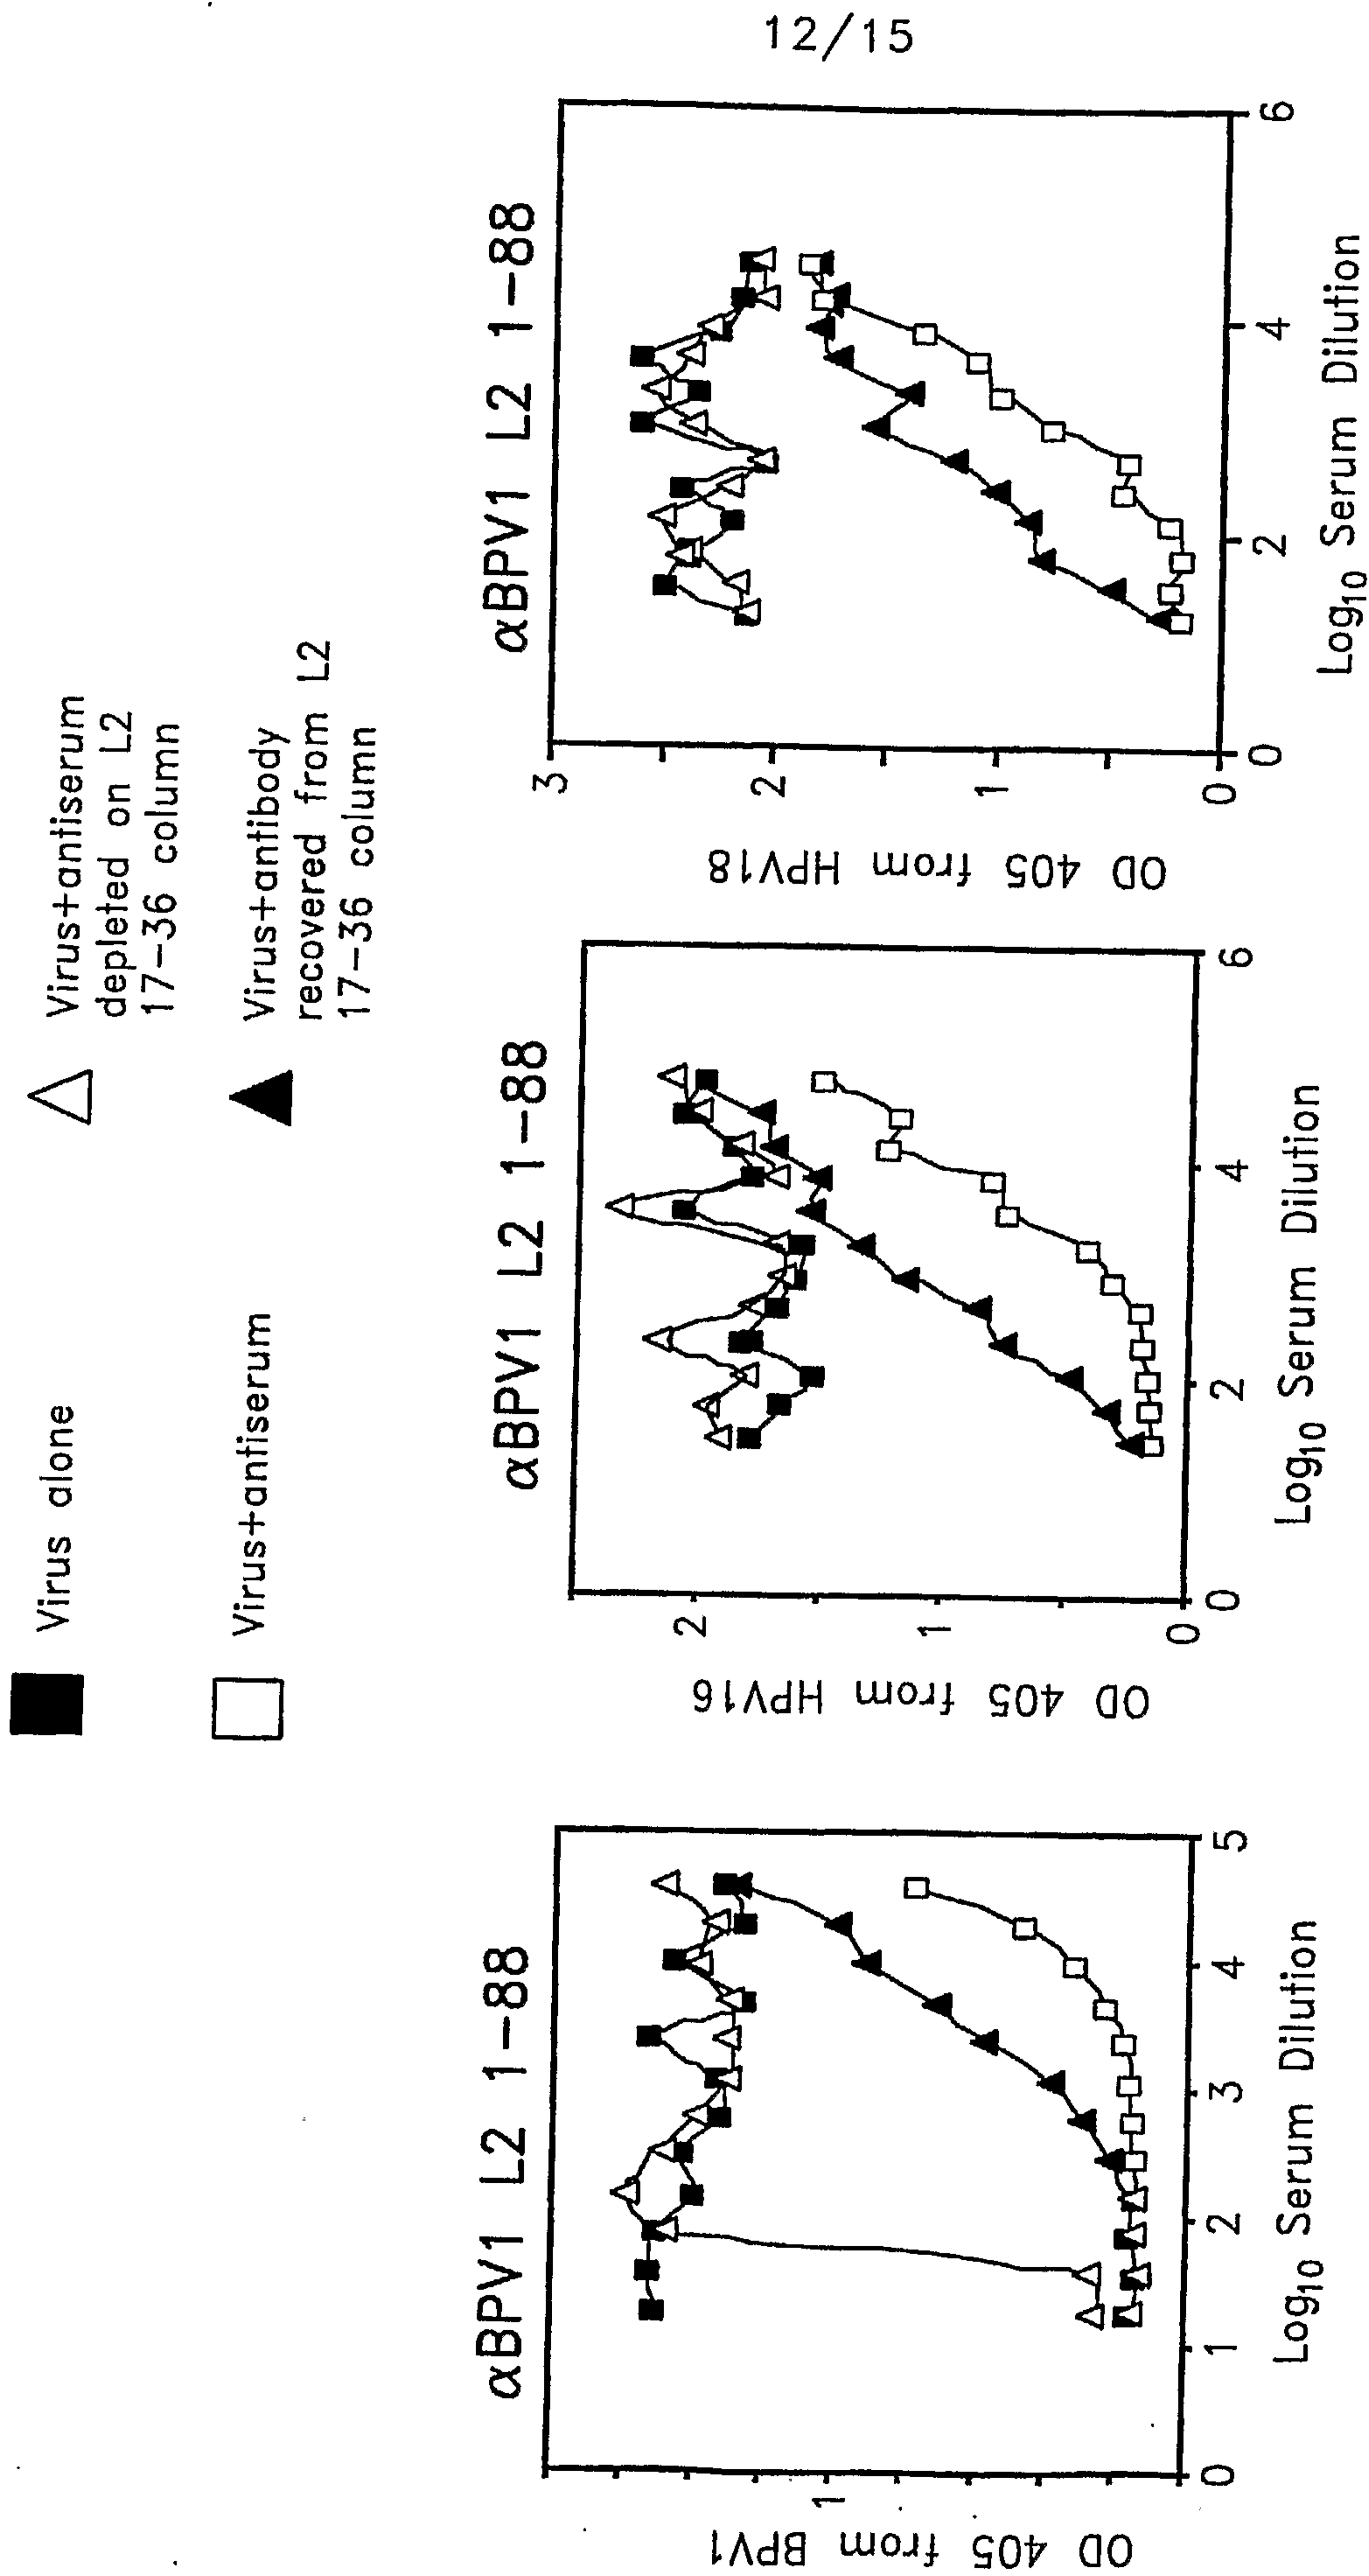 12/15
■ Virus alone
△ Virus+antiserum
depleted on L2
17-36 column
□ Virus+antiserum
▲ Virus+antibody
recovered from L2
17-36 column
αBPV1 L2 1-88
OD 405 from BPV1
1
0
1
2
3
4
5
Log10 Serum Dilution
αBPV1 L2 1-88
OD 405 from HPV16
2
1
0
0
2
4
6
Log10 Serum Dilution
αBPV1 L2 1-88
OD 405 from HPV18
3
2
1
0
0
2
4
6
Log10 Serum Dilution